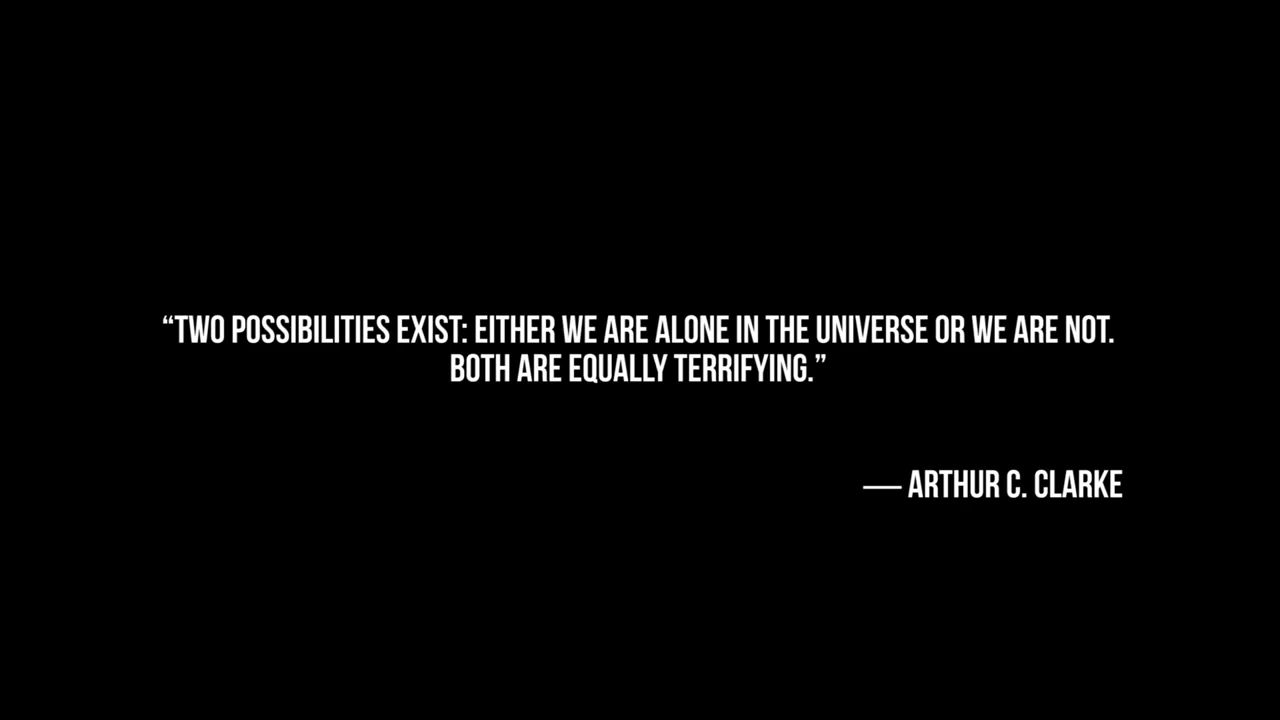 “TWO POSSIBILITIES EXIST: EITHER WE ARE ALONE IN THE UNIVERSE OR WE ARE NOT.
BOTH ARE EQUALLY TERRIFYING.”
— ARTHUR C. CLARKE